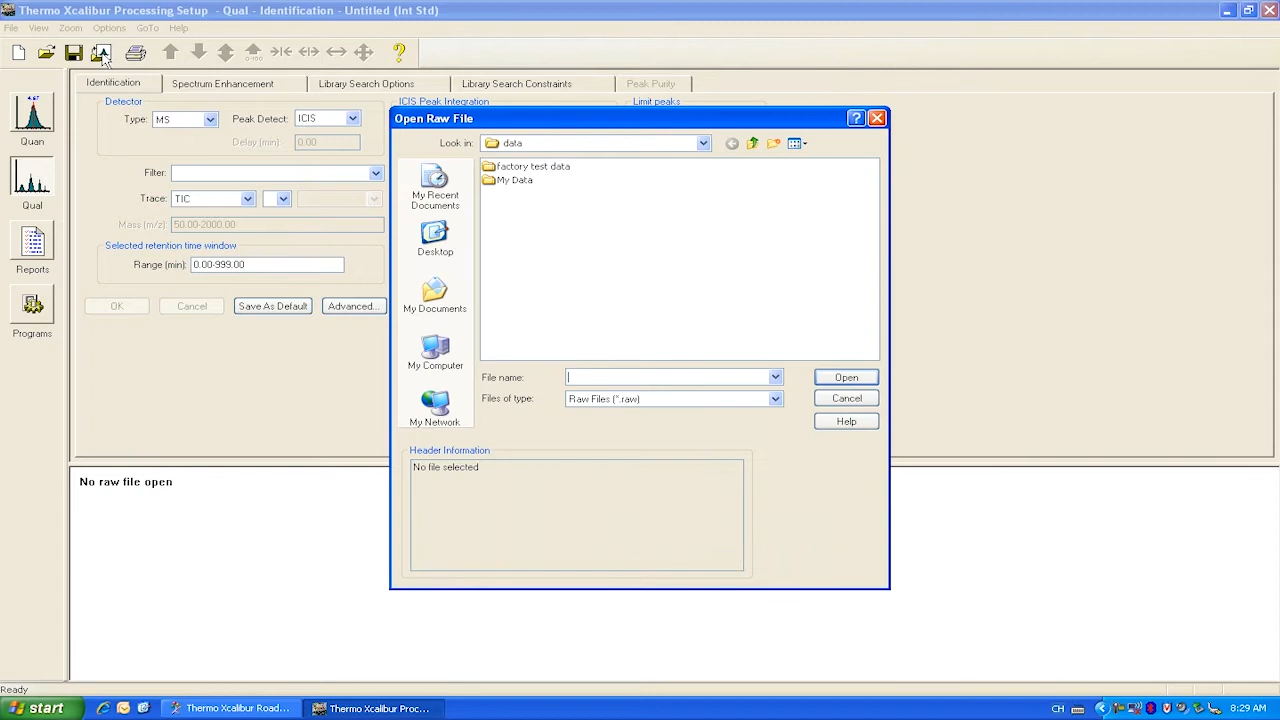 Thermo Xcalibur Processing Setup - Qual - Identification - Untitled (Int Std)
File View Zoom Options GoTo Help
Identification Spectrum Enhancement Library Search Options Library Search Constraints Peak Purity
Detector ICIS Peak Integration Limit peaks
Type: MS Peak Detect: ICIS
Delay (min): 0.00
Filter:
Trace: TIC
Mass (m/z): 50.00-2000.00
Selected retention time window
Range (min): 0.00-999.00
OK Cancel Save As Default Advanced...
Quan
Qual
Reports
Programs
Open Raw File
Look in: data
factory test data
My Data
My Recent
Documents
Desktop
My Documents
My Computer
My Network
File name: Open
Files of type: Raw Files (*.raw) Cancel
Help
Header Information
No file selected
No raw file open
Ready
start Thermo Xcalibur Road... Thermo Xcalibur Proc... CH 8:29 AM